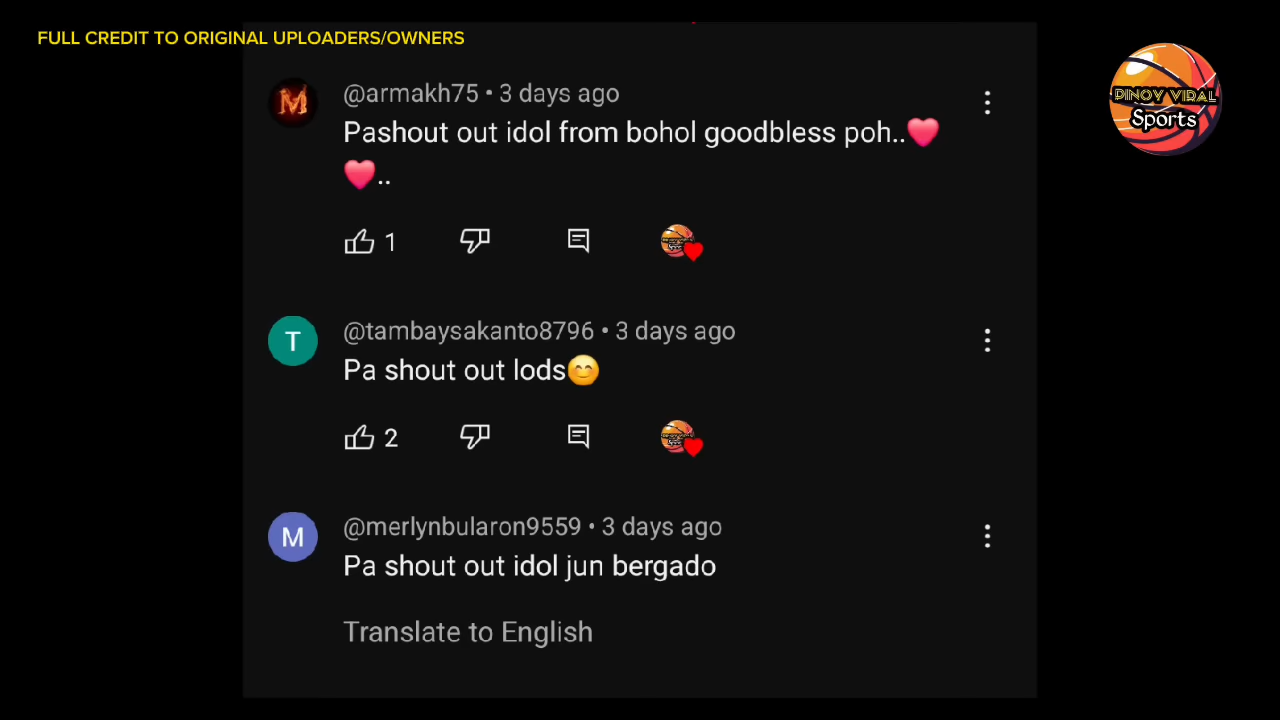 FULL CREDIT TO ORIGINAL UPLOADERS/OWNERS
PINOY VIRAL
Sports
M
@armakh75 • 3 days ago
Pashout out idol from bohol goodbless poh..❤️
❤️..
1
T
@tambaysakanto8796 • 3 days ago
Pa shout out lods😊
2
M
@merlynbularon9559 • 3 days ago
Pa shout out idol jun bergado
Translate to English